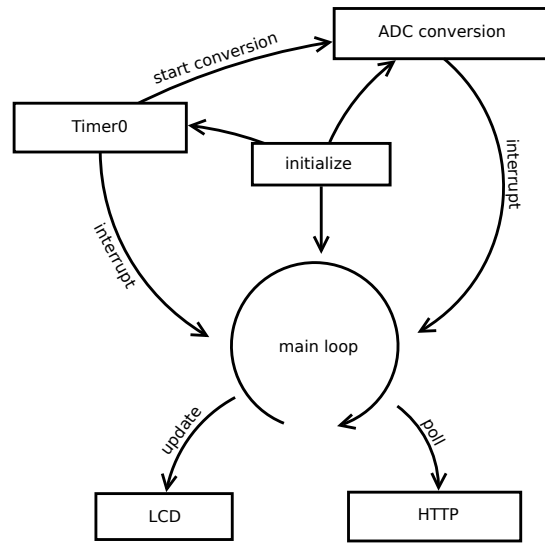 ADC conversion
start conversion
Timer0
initialize
interrupt
interrupt
main loop
update
poll
LCD
HTTP